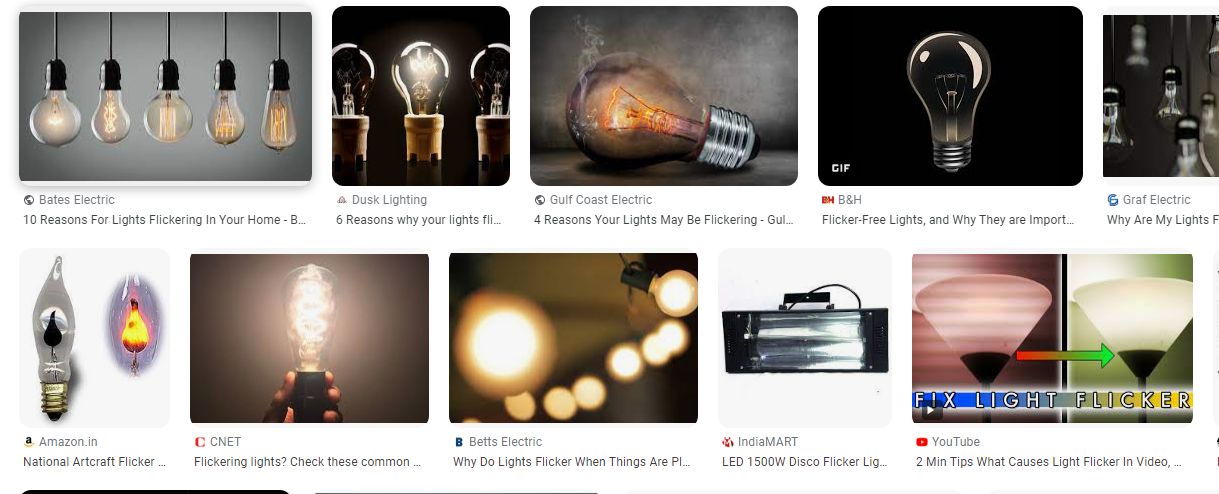 GIF
Bates Electric
Dusk Lighting
Gulf Coast Electric
B&H
Graf Electric
10 Reasons For Lights Flickering In Your Home - B...
6 Reasons why your lights fli...
4 Reasons Your Lights May Be Flickering - Gul...
Flicker-Free Lights, and Why They are Import...
Why Are My Lights F
FIX LIGHT FLICKER
Amazon.in
CNET
Betts Electric
IndiaMART
YouTube
National Artcraft Flicker ...
Flickering lights? Check these common ...
Why Do Lights Flicker When Things Are Pl...
LED 1500W Disco Flicker Lig...
2 Min Tips What Causes Light Flicker In Video, ...